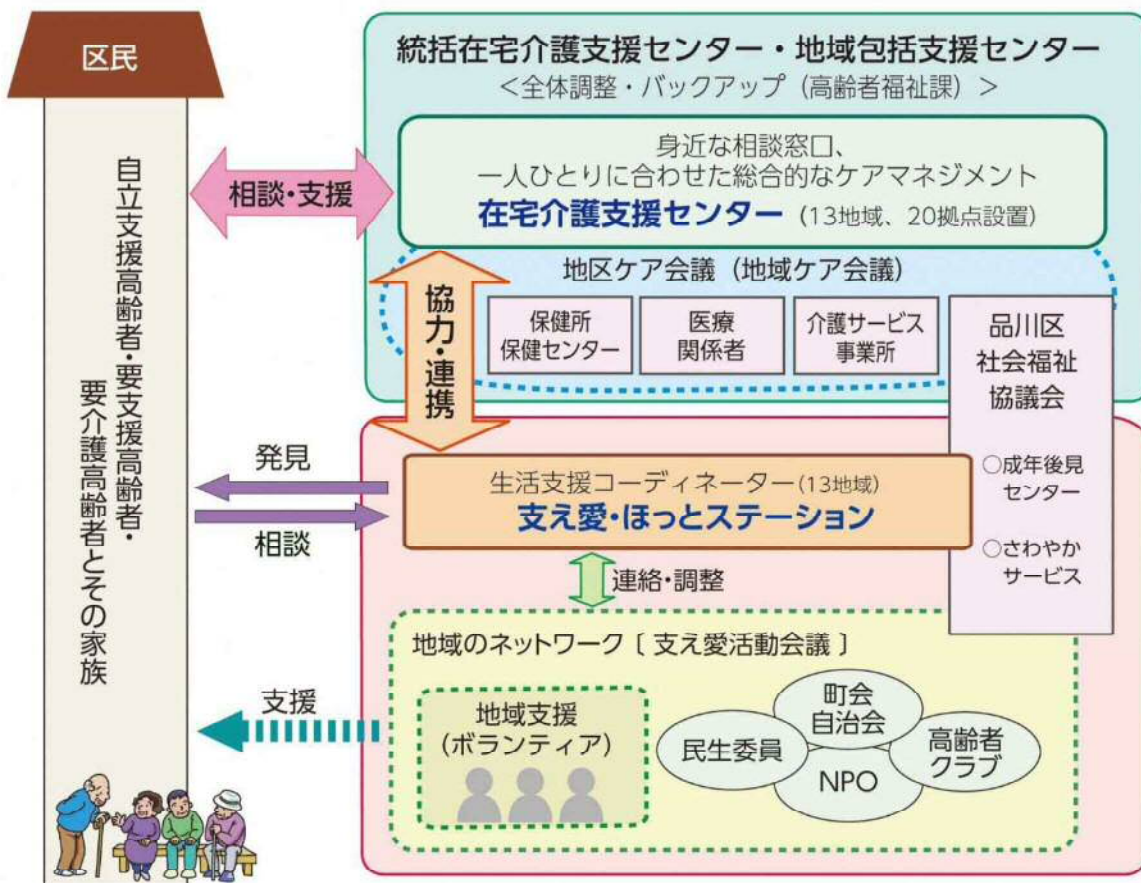 区民
自立支援高齢者・要支援高齢者・
要介護高齢者とその家族
統括在宅介護支援センター・地域包括支援センター
＜全体調整・バックアップ（高齢者福祉課）＞
身近な相談窓口、
一人ひとりに合わせた総合的なケアマネジメント
在宅介護支援センター（13地域、20拠点設置）
相談・支援
地区ケア会議（地域ケア会議）
協力・連携
保健所
保健センター
医療
関係者
介護サービス
事業所
品川区
社会福祉
協議会
○成年後見
センター
○さわやか
サービス
発見
相談
生活支援コーディネーター(13地域)
支え愛・ほっとステーション
連絡・調整
地域のネットワーク〔支え愛活動会議〕
支援
地域支援
(ボランティア)
町会
自治会
民生委員
高齢者
クラブ
NPO